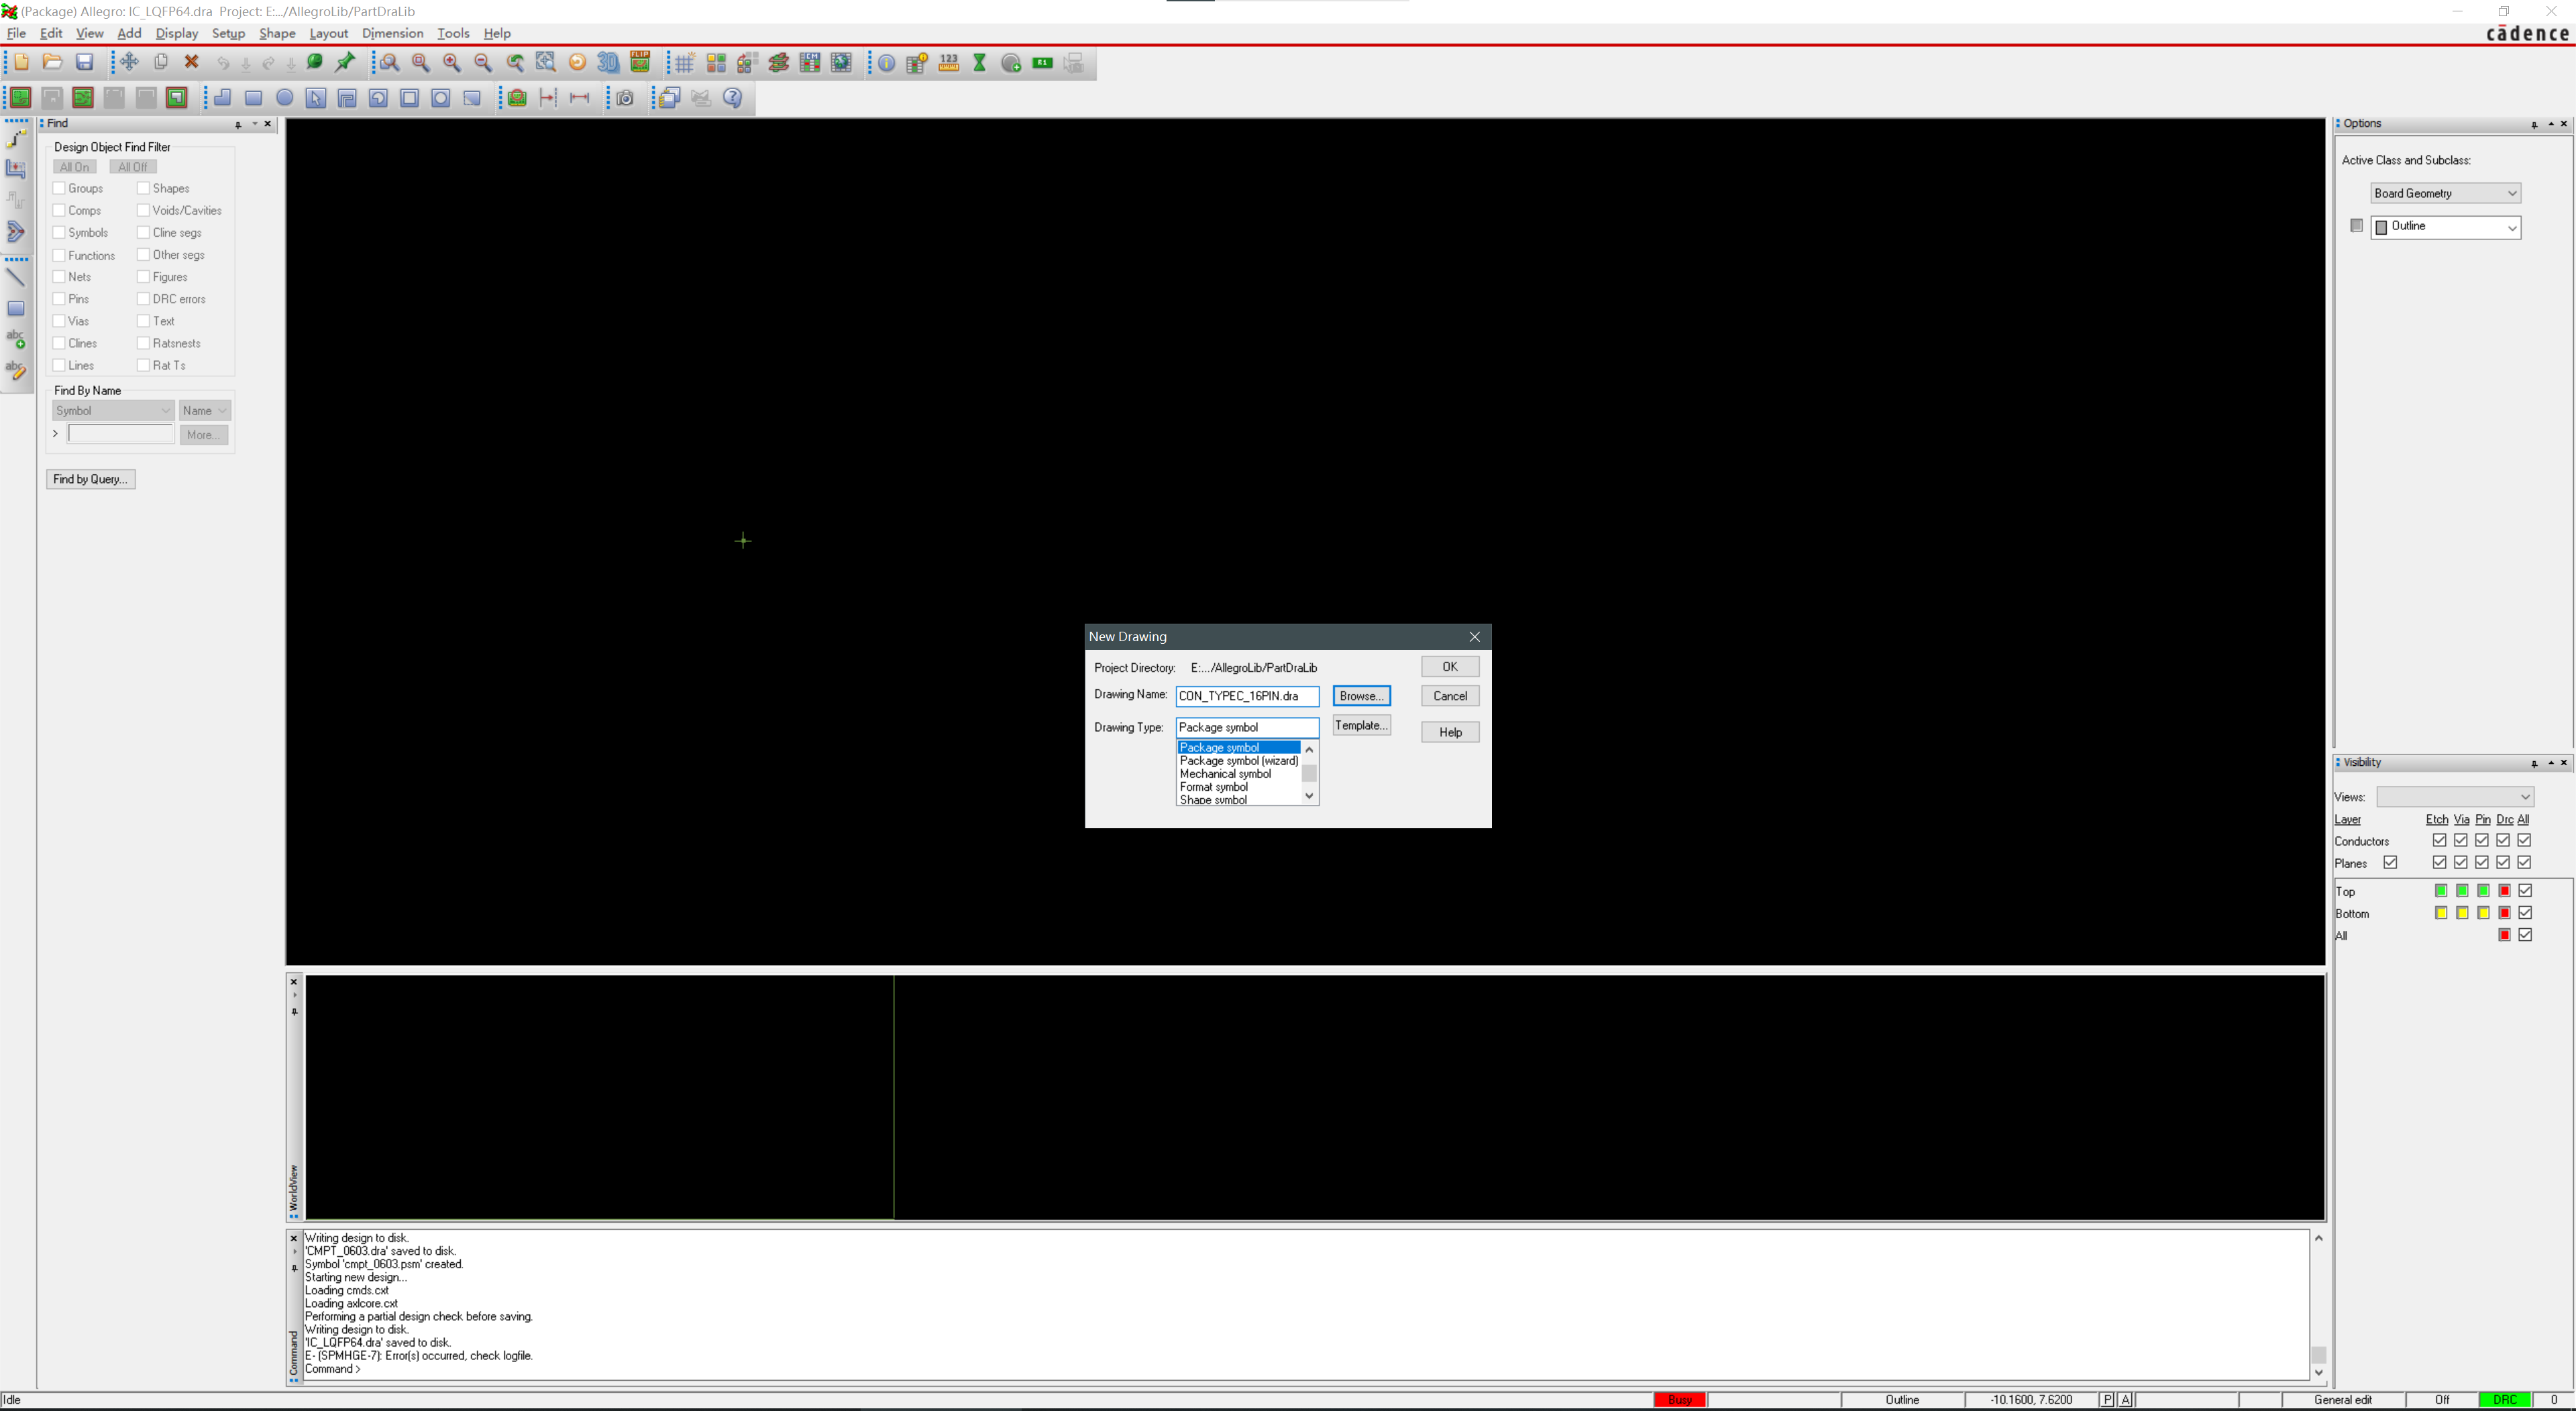 (Package) Allegro: IC_LQFP64.dra  Project: E:.../AllegroLib/PartDraLib
File Edit View Add Display Setup Shape Layout Dimension Tools Help
cādence
FLIP
3D
123
R1
Find
Design Object Find Filter
All On All Off
Groups Shapes
Comps Voids/Cavities
Symbols Cline segs
Functions Other segs
Nets Figures
Pins DRC errors
Vias Text
Clines Ratsnests
Lines Rat Ts
abc
abc
Find By Name
Symbol Name
> More...
Find by Query...
Options
Active Class and Subclass:
Board Geometry
Outline
New Drawing
Project Directory: E:.../AllegroLib/PartDraLib OK
Drawing Name: CON_TYPEC_16PIN.dra Browse... Cancel
Drawing Type: Package symbol Template... Help
Package symbol
Package symbol (wizard)
Mechanical symbol
Format symbol
Shape symbol
Visibility
Views:
Layer Etch Via Pin Drc All
Conductors
Planes
Top
Bottom
All
WorldView
Command
Writing design to disk.
'CMPT_0603.dra' saved to disk.
Symbol 'cmpt_0603.psm' created.
Starting new design...
Loading cmds.cxt
Loading axlcore.cxt
Performing a partial design check before saving.
Writing design to disk.
'IC_LQFP64.dra' saved to disk.
E- (SPMHGE-7): Error(s) occurred, check logfile.
Command >
Idle Busy Outline -10.1600, 7.6200 P A General edit Off DRC 0